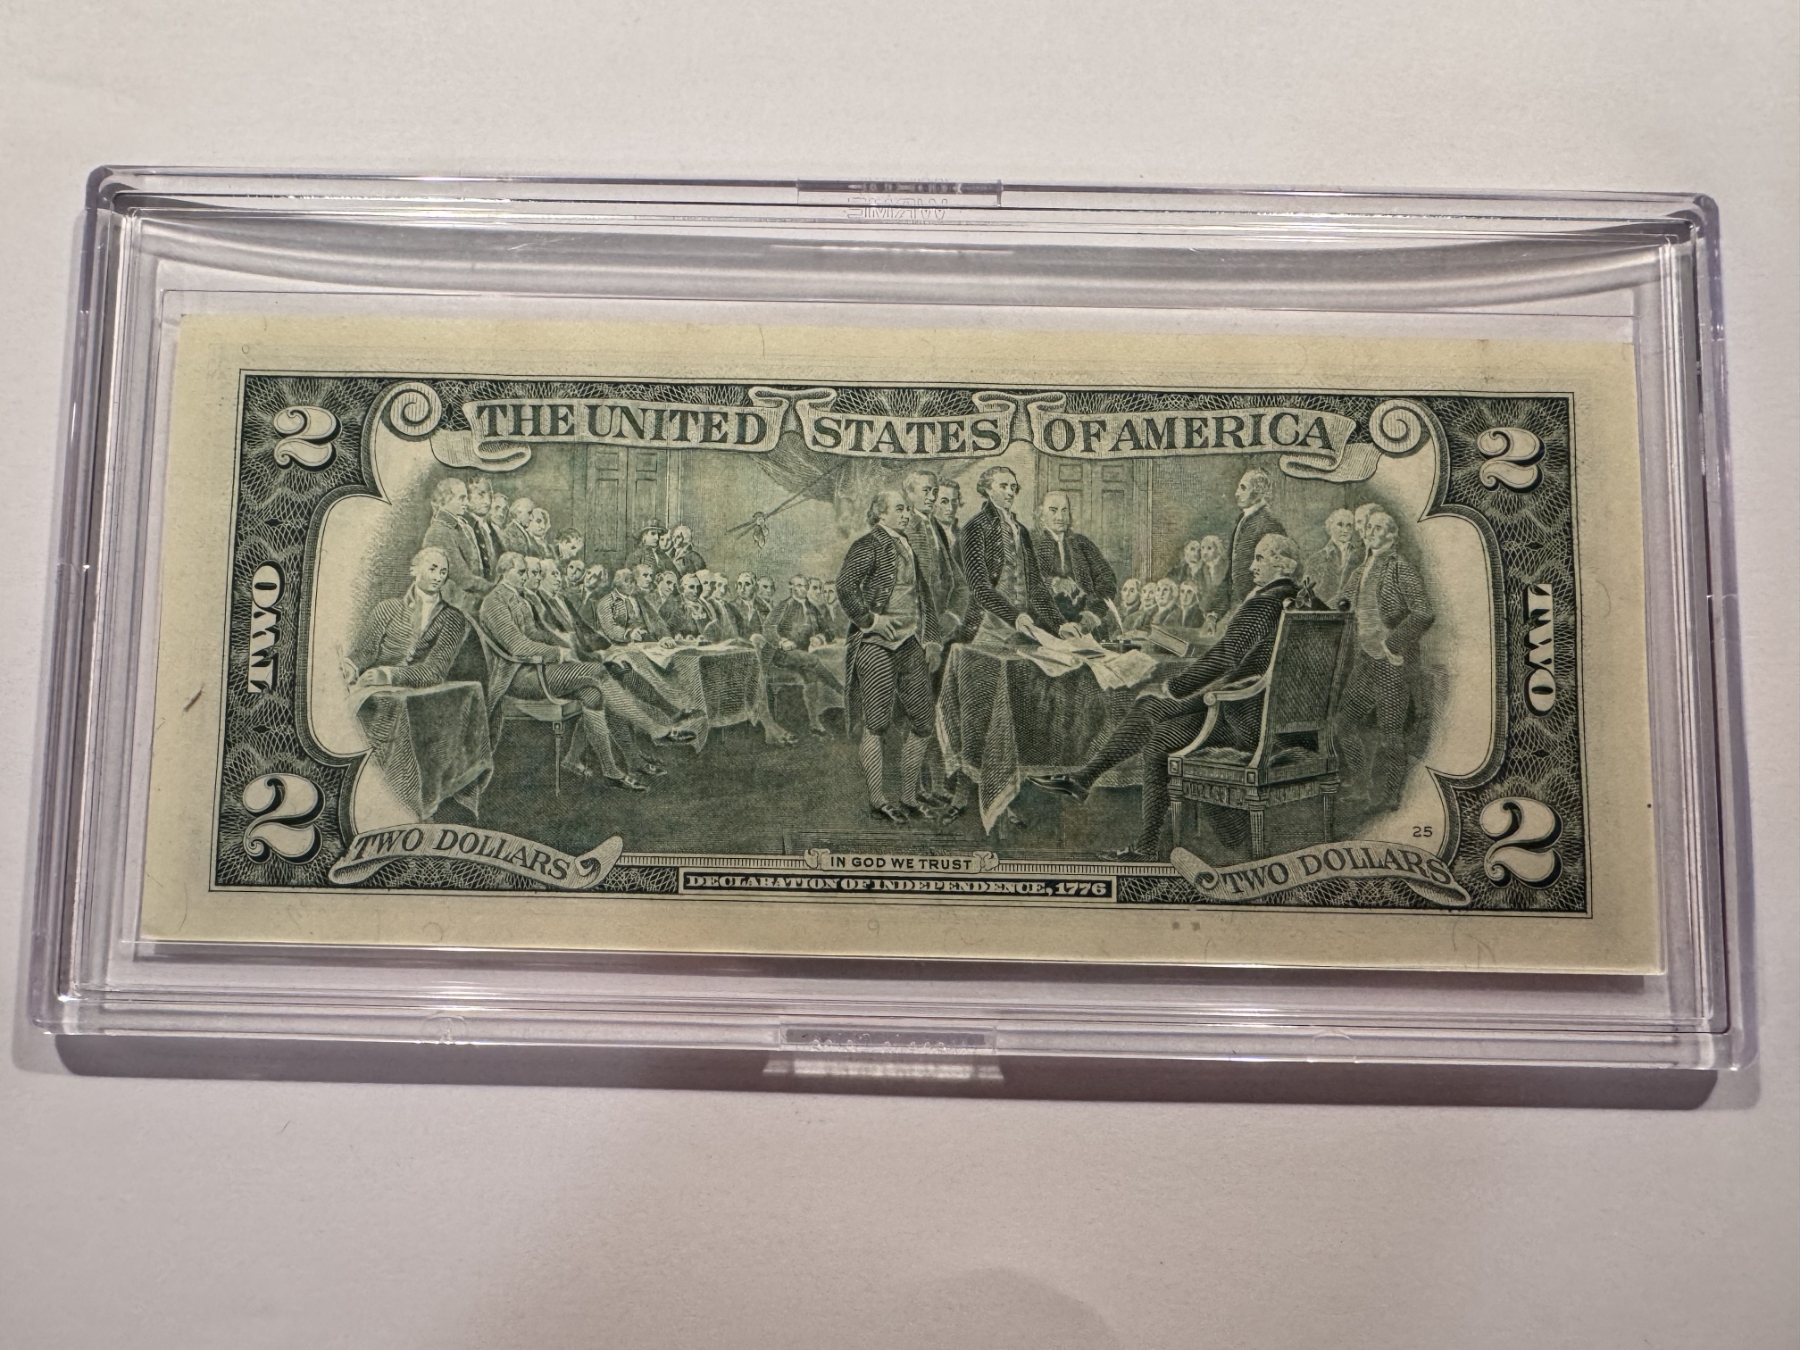 2 THE UNITED STATES OF AMERICA 2
TWO
TWO
25
2 TWO DOLLARS
IN GOD WE TRUST
TWO DOLLARS 2
DECLARATION OF INDEPENDENCE, 1776